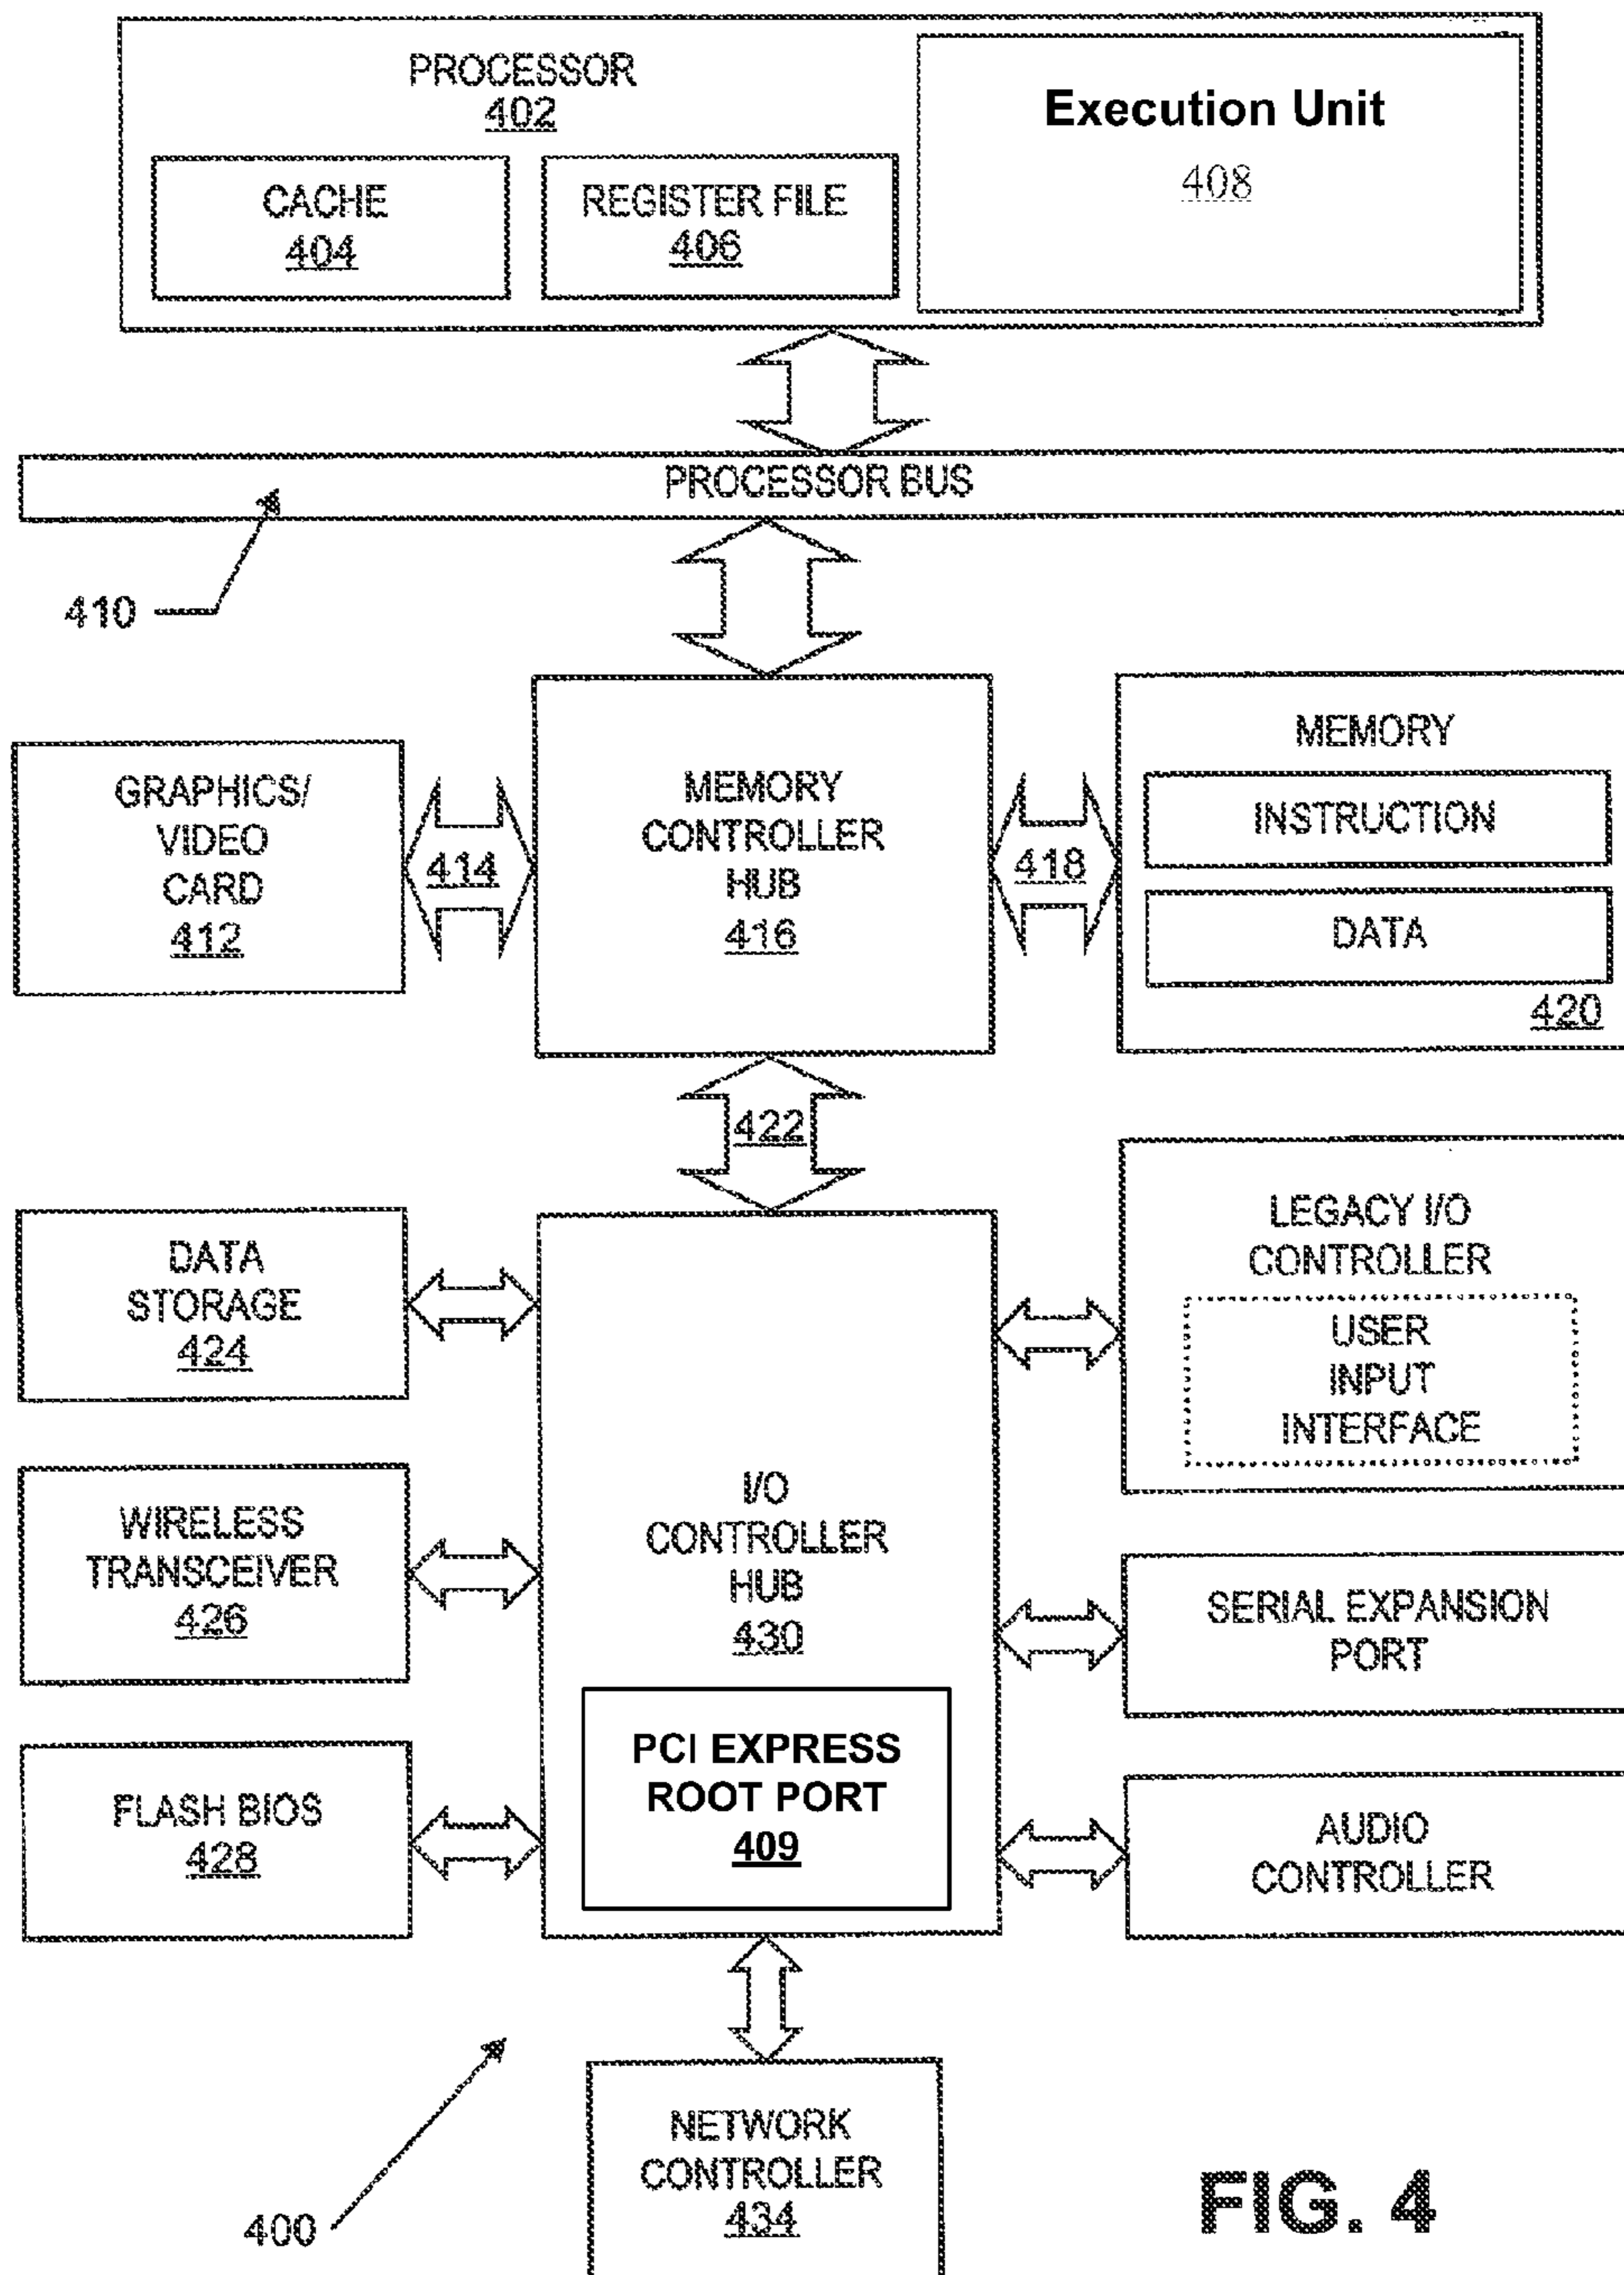 PROCESSOR
402
Execution Unit
408
CACHE
404
REGISTER FILE
406
PROCESSOR BUS
410
GRAPHICS/
VIDEO
CARD
412
414
MEMORY
CONTROLLER
HUB
416
418
MEMORY
INSTRUCTION
DATA
420
422
DATA
STORAGE
424
LEGACY I/O
CONTROLLER
USER
INPUT
INTERFACE
WIRELESS
TRANSCEIVER
426
I/O
CONTROLLER
HUB
430
SERIAL EXPANSION
PORT
PCI EXPRESS
ROOT PORT
409
FLASH BIOS
428
AUDIO
CONTROLLER
NETWORK
CONTROLLER
434
400
FIG. 4